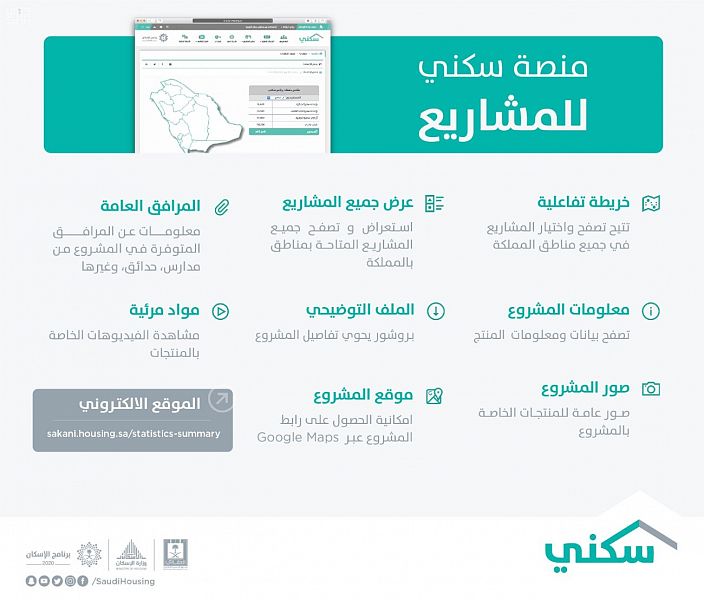 منصة سكني
للمشاريع
سكني
خريطة تفاعلية
تتيح تصفح واختيار المشاريع
في جميع مناطق المملكة
عرض جميع المشاريع
استعراض و تصفح جميع
المشاريع المتاحة بمناطق
بالمملكة
المرافق العامة
معلومات عن المرافق
المتوفرة في المشروع من
مدارس، حدائق، وغيرها
معلومات المشروع
تصفح بيانات ومعلومات المنتج
الملف التوضيحي
بروشور يحوي تفاصيل المشروع
مواد مرئية
مشاهدة الفيديوهات الخاصة
بالمنتجات
صور المشروع
صور عامة للمنتجات الخاصة
بالمشروع
موقع المشروع
امكانية الحصول على رابط
المشروع عبر Google Maps
الموقع الالكتروني
sakani.housing.sa/statistics-summary
سكني
وزارة الإسكان
MINISTRY OF HOUSING
برنامج الإسكان
2020
/SaudiHousing